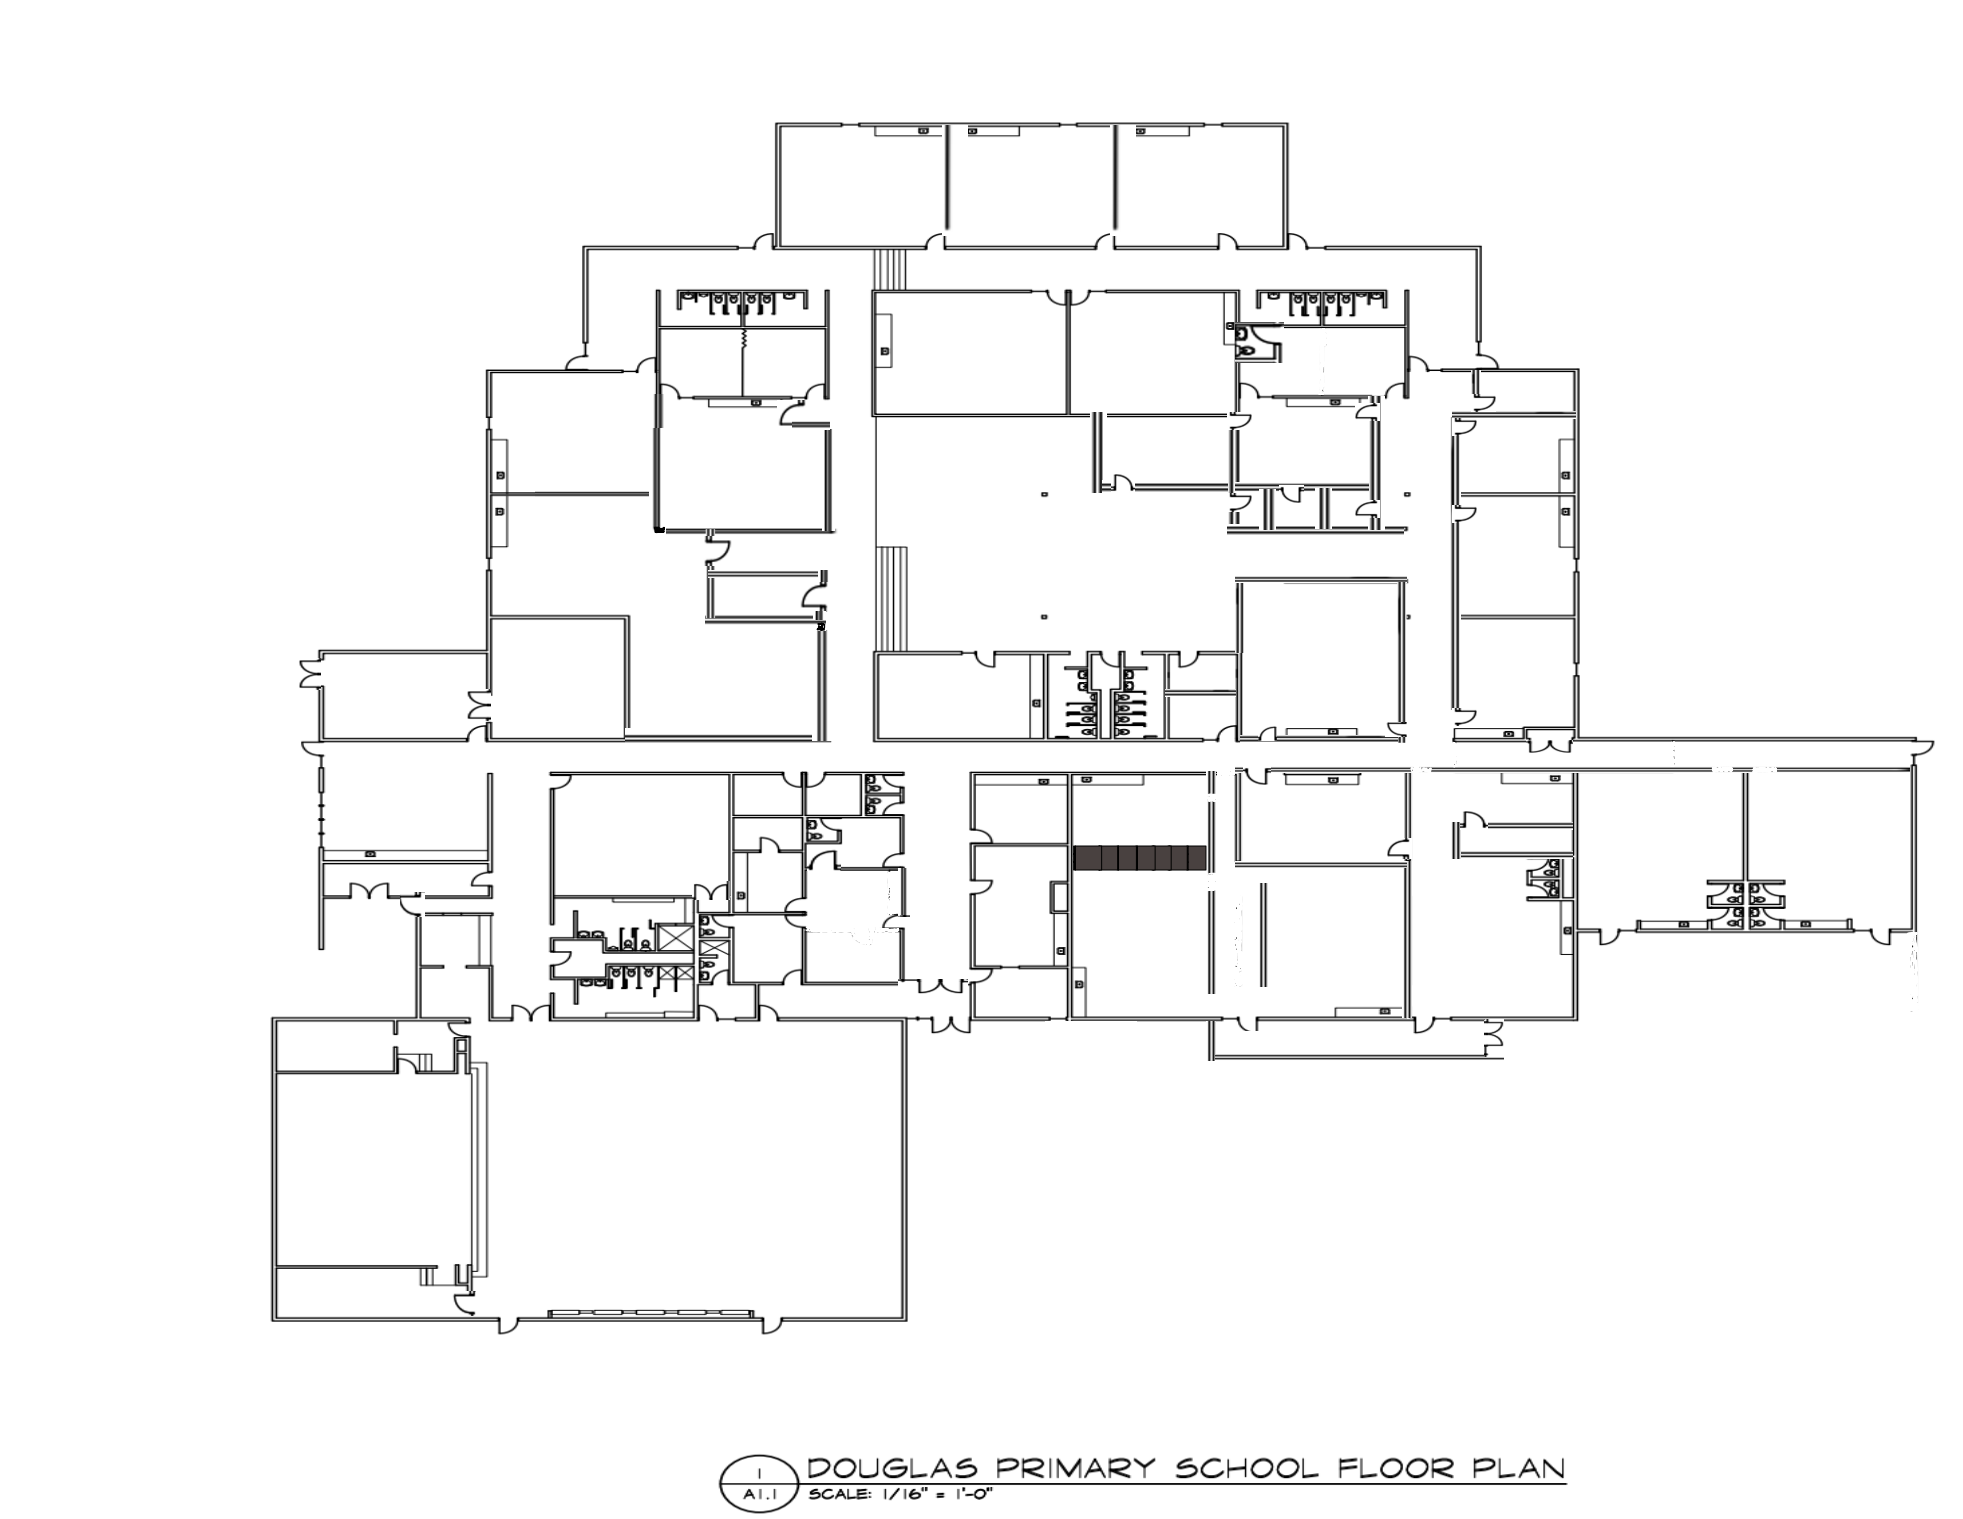 1
DOUGLAS PRIMARY SCHOOL FLOOR PLAN
A1.1
SCALE: 1/16" = 1'-0"